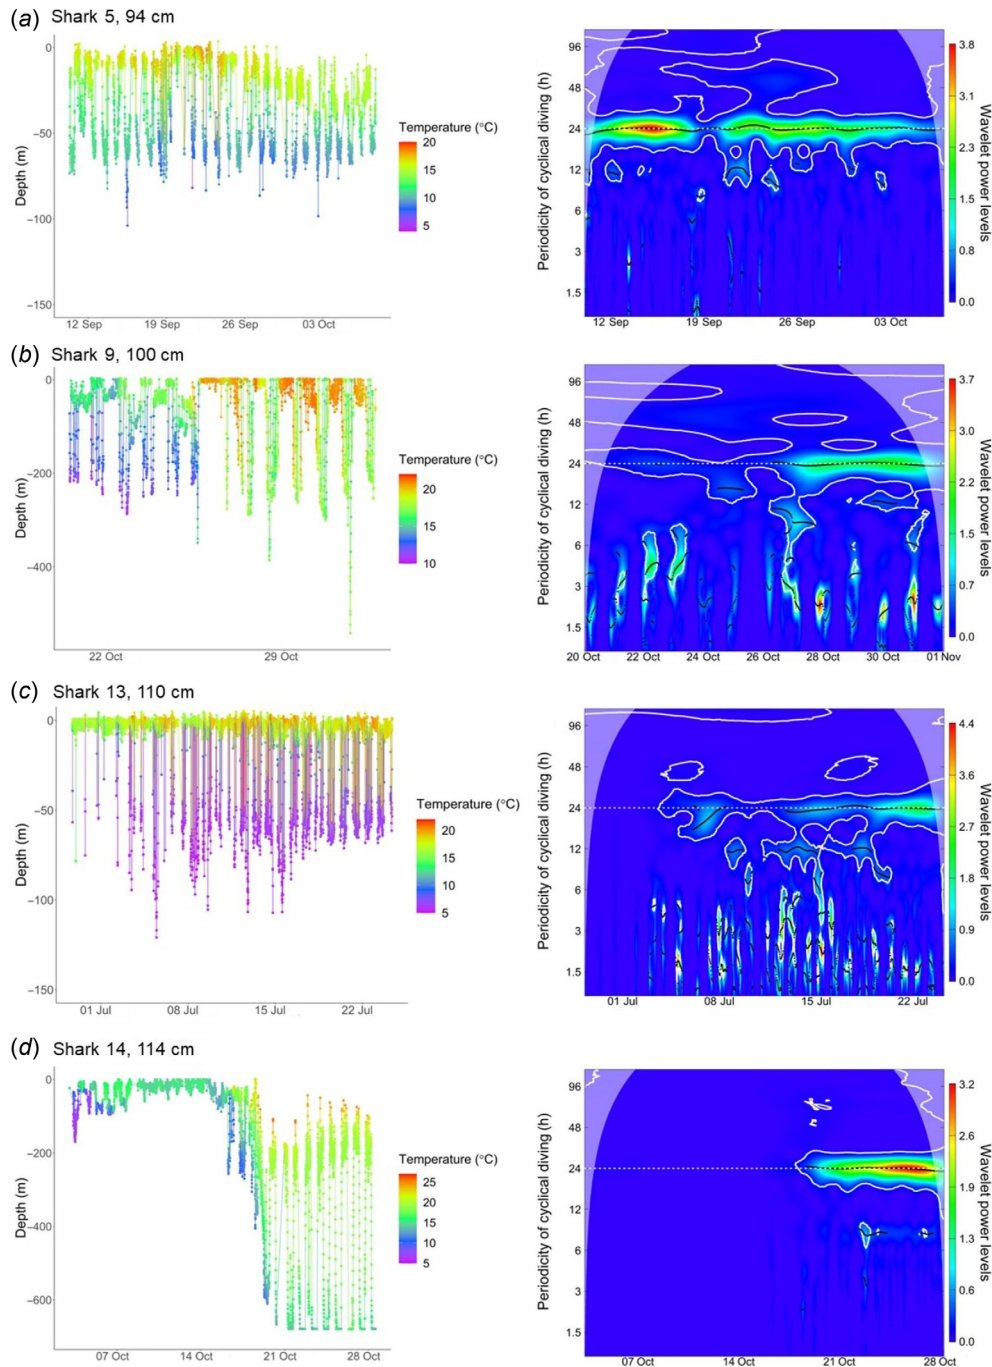 (a) Shark 5, 94 cm
0
−50
−100
−150
Depth (m)
12 Sep 19 Sep 26 Sep 03 Oct
Temperature (°C)
20
15
10
5
Periodicity of cyclical diving (h)
96
48
24
12
6
3
1.5
12 Sep 19 Sep 26 Sep 03 Oct
3.8
3.1
2.3
1.5
0.8
0.0
Wavelet power levels
(b) Shark 9, 100 cm
0
−200
−400
Depth (m)
22 Oct 29 Oct
Temperature (°C)
20
15
10
Periodicity of cyclical diving (h)
96
48
24
12
6
3
1.5
20 Oct 22 Oct 24 Oct 26 Oct 28 Oct 30 Oct 01 Nov
3.7
2.9
2.2
1.4
0.7
0.0
Wavelet power levels
(c) Shark 13, 110 cm
0
−50
−100
−150
Depth (m)
01 Jul 08 Jul 15 Jul 22 Jul
Temperature (°C)
20
15
10
5
Periodicity of cyclical diving (h)
96
48
24
12
6
3
1.5
01 Jul 08 Jul 15 Jul 22 Jul
4.4
3.6
2.7
1.8
0.9
0.0
Wavelet power levels
(d) Shark 14, 114 cm
0
−200
−400
−600
Depth (m)
07 Oct 14 Oct 21 Oct 28 Oct
Temperature (°C)
25
20
15
10
5
Periodicity of cyclical diving (h)
96
48
24
12
6
3
1.5
07 Oct 14 Oct 21 Oct 28 Oct
3.2
2.6
1.9
1.2
0.6
0.0
Wavelet power levels